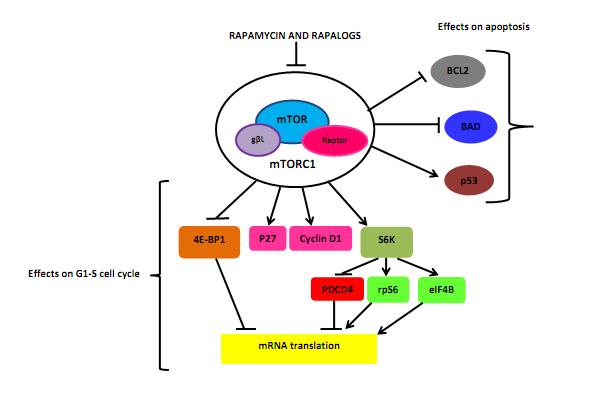 Effects on apoptosis
RAPAMYCIN AND RAPALOGS
BCL2
mTOR
BAD
gβL
Raptor
mTORC1
p53
4E-BP1
P27
Cyclin D1
S6K
Effects on G1-S cell cycle
PDCD4
rpS6
eIF4B
mRNA translation